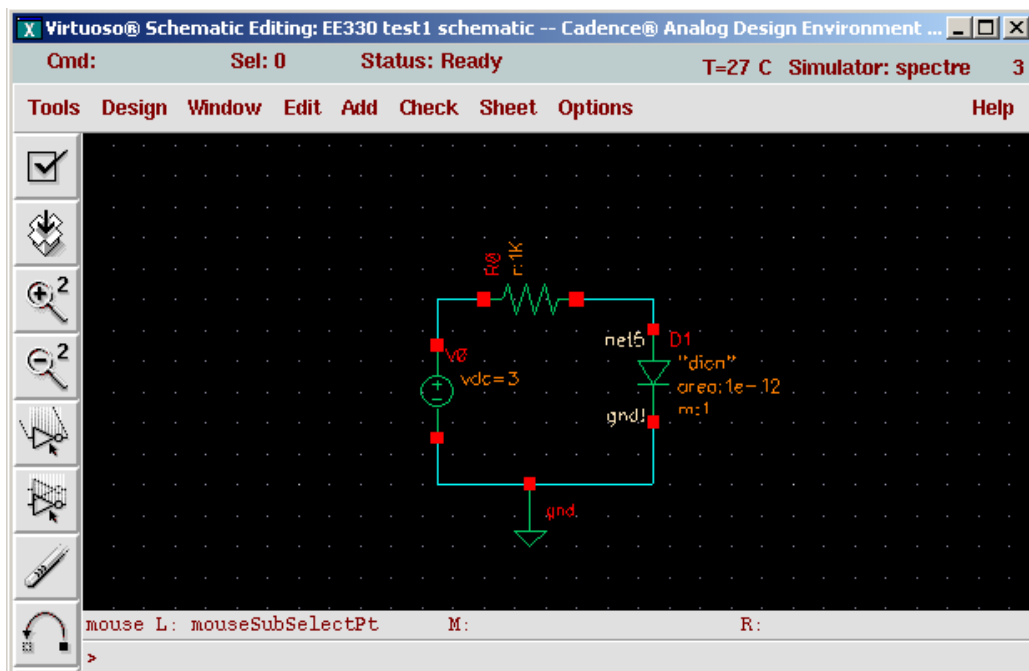 Virtuoso® Schematic Editing: EE330 test1 schematic -- Cadence® Analog Design Environment ...
Cmd: Sel: 0 Status: Ready T=27 C Simulator: spectre 3
Tools Design Window Edit Add Check Sheet Options Help
2
2
R0
r:1K
V0
vdc=3
net5
D1
"dion"
area:1e-12
m:1
gnd!
gnd
mouse L: mouseSubSelectPt M: R:
>